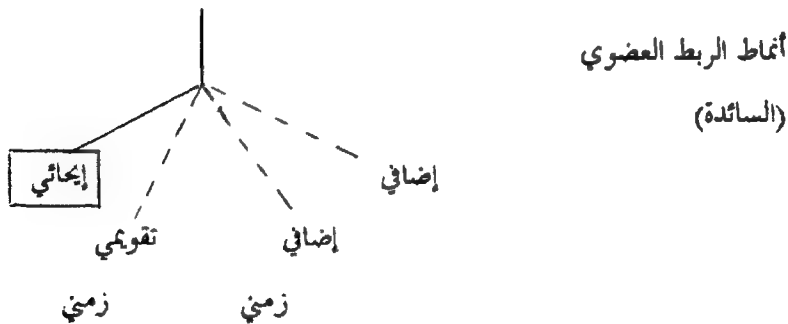 أنماط الربط العضوي
(السائدة)
إضافي
إيحائي
إضافي
تقويمي
زمني
زمني